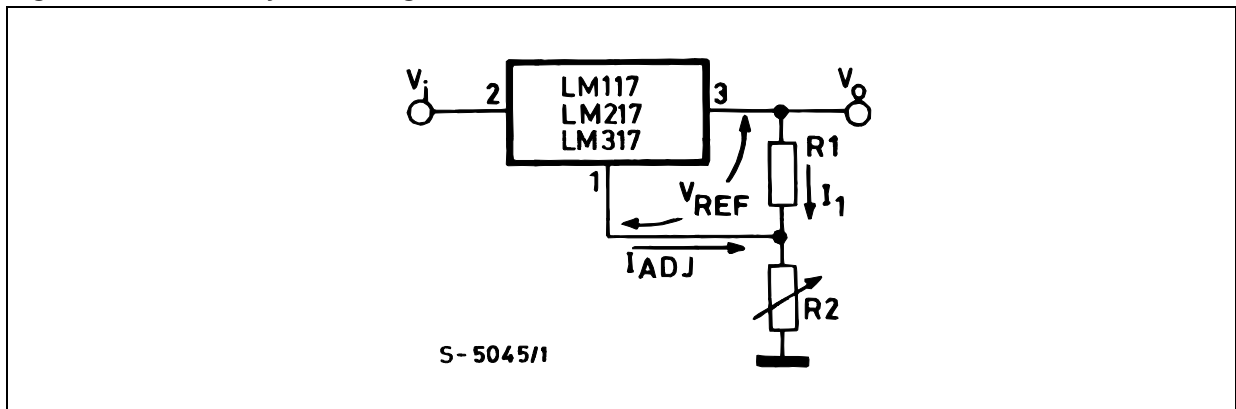 Vi
2
LM117
LM217
LM317
3
VO
R1
I1
1
VREF
IADJ
R2
S-5045/1